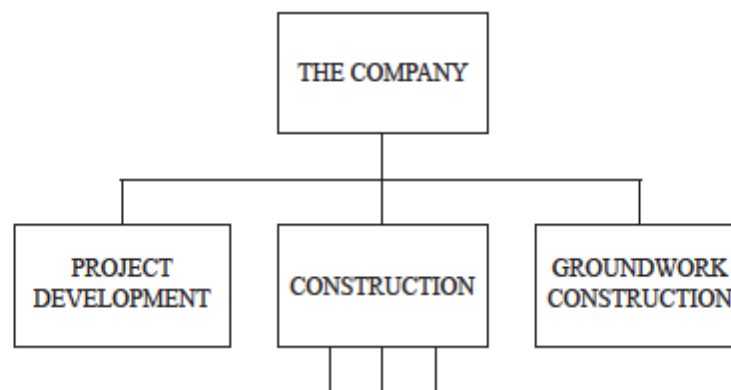 THE COMPANY
PROJECT
DEVELOPMENT
CONSTRUCTION
GROUNDWORK
CONSTRUCTION